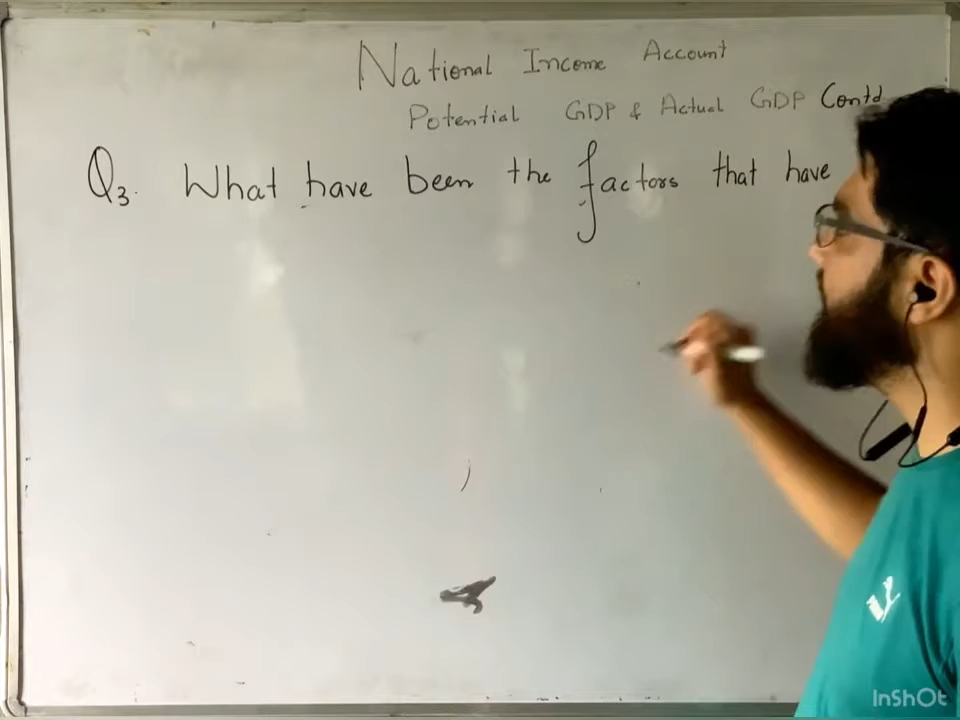 National Income Account
Potential GDP & Actual GDP Contd
Q3. What have been the factors that have
InShOt